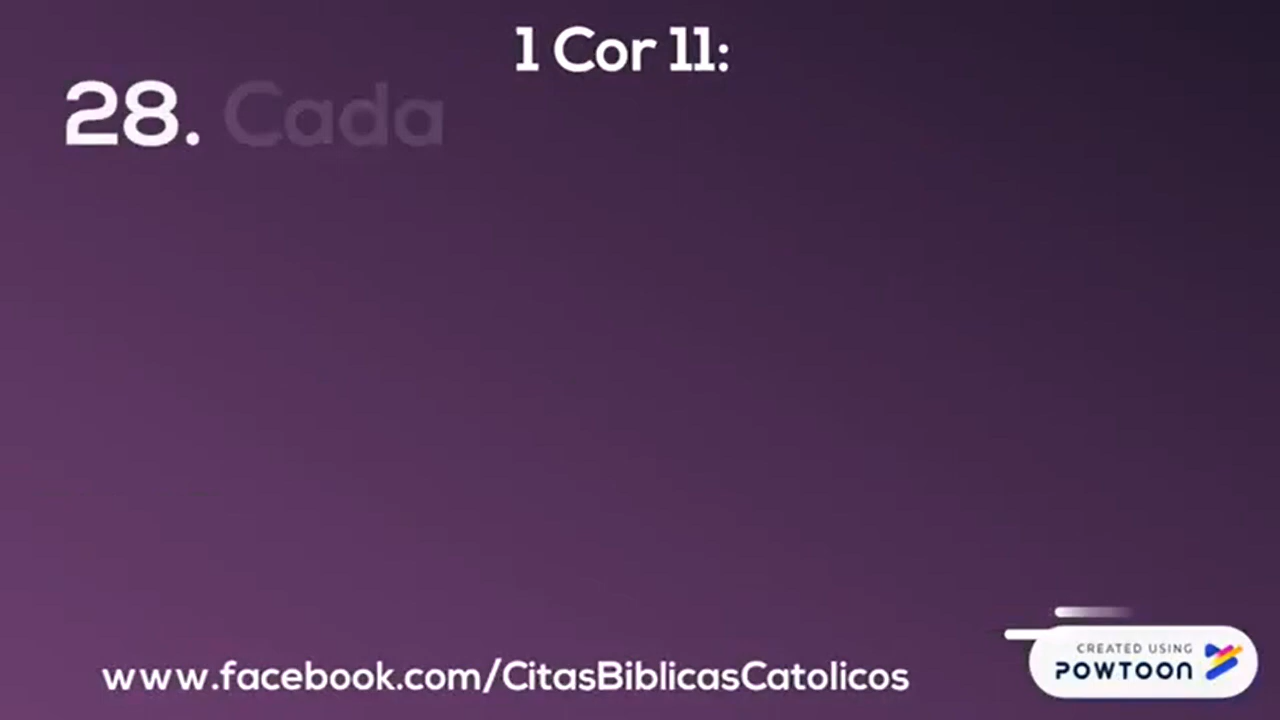 1 Cor 11:
28. Cada
www.facebook.com/CitasBiblicasCatolicos
CREATED USING
POWTOON